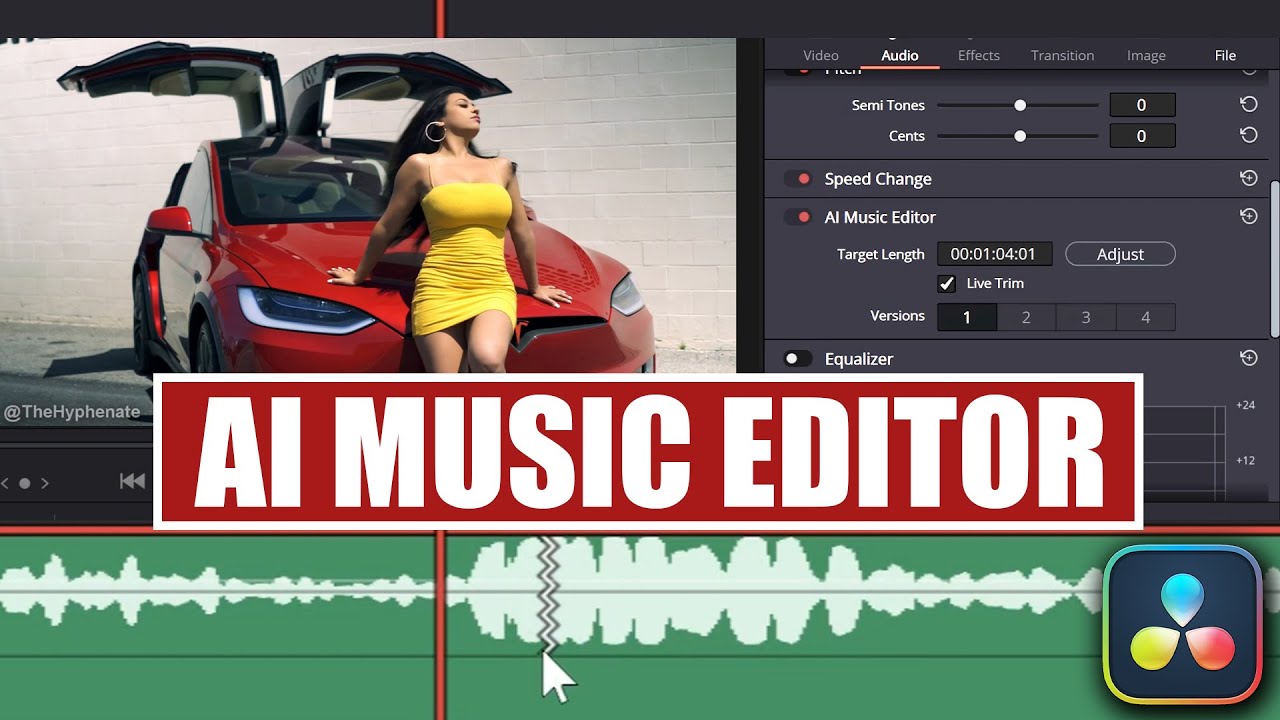 Video Audio Effects Transition Image File
Pitch
Semi Tones 0
Cents 0
Speed Change
AI Music Editor
Target Length 00:01:04:01 Adjust
Live Trim
Versions 1 2 3 4
Equalizer
+24
+12
@TheHyphenate
AI MUSIC EDITOR